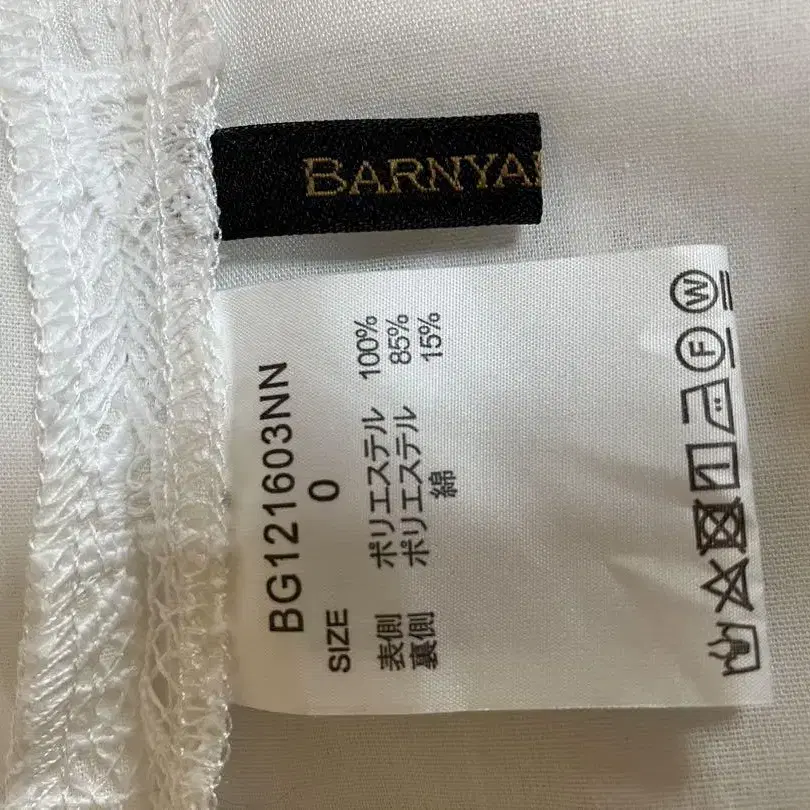 BARNYA
BG121603NN
SIZE 0
表側 ポリエステル 100%
裏側 ポリエステル 85%
綿 15%
W
F